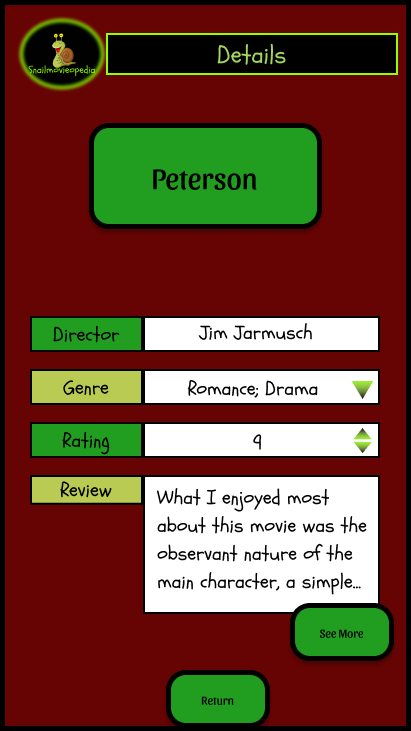 Snailmovieopedia
Details
Peterson
Director
Jim Jarmusch
Genre
Romance; Drama
Rating
9
Review
What I enjoyed most
about this movie was the
observant nature of the
main character, a simple...
See More
Return